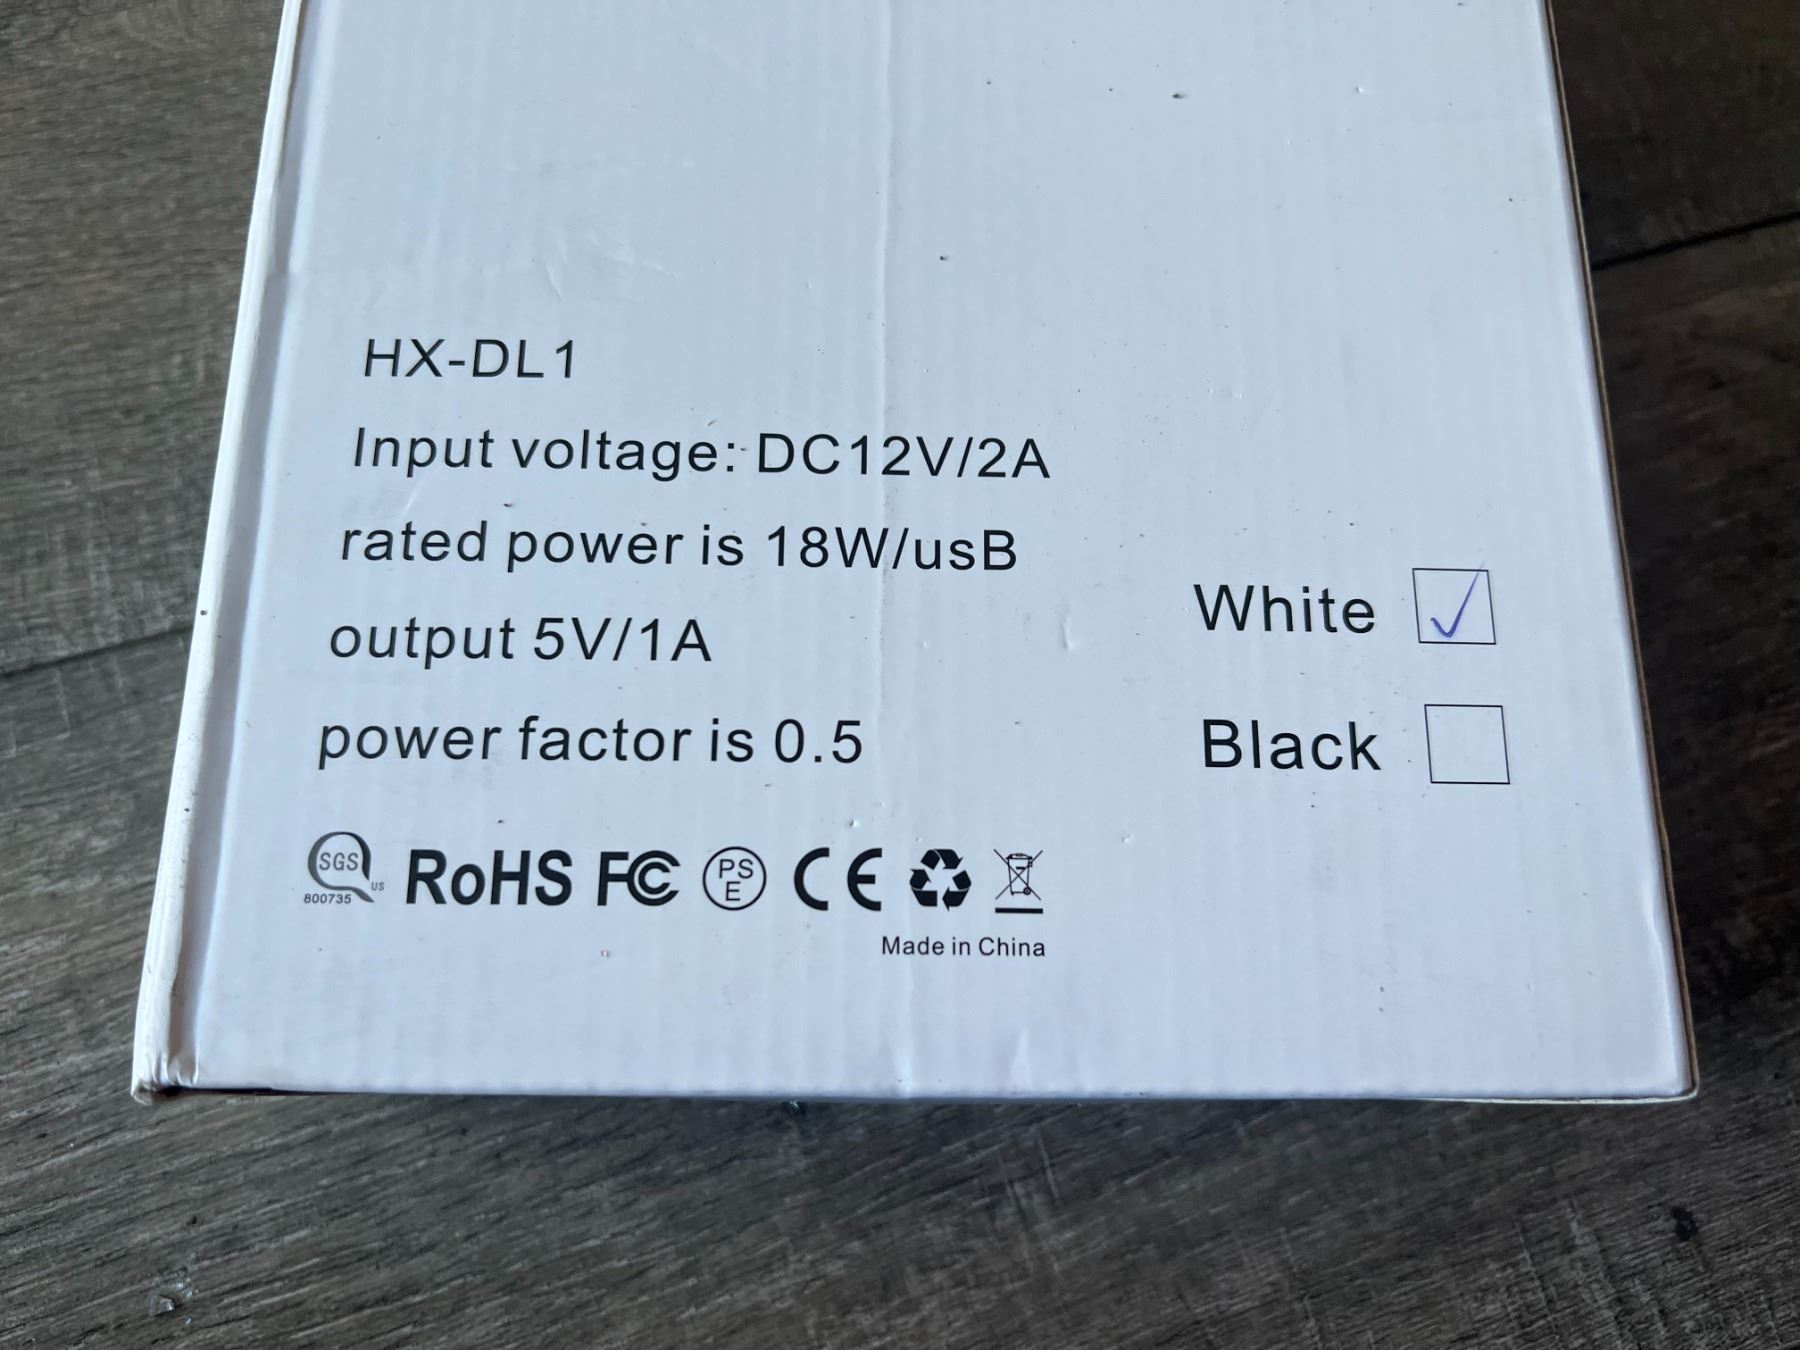 HX-DL1
Input voltage: DC12V/2A
rated power is 18W/usB
output 5V/1A
power factor is 0.5
White
Black
SGS
US
800735
RoHS FC PS E CE
Made in China